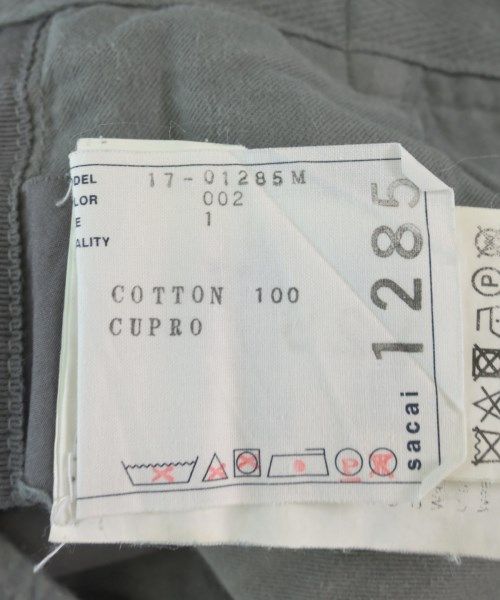 DEL 17-01285M
LOR 002
E 1
ALITY
COTTON 100
CUPRO
1285
sacai
P
P